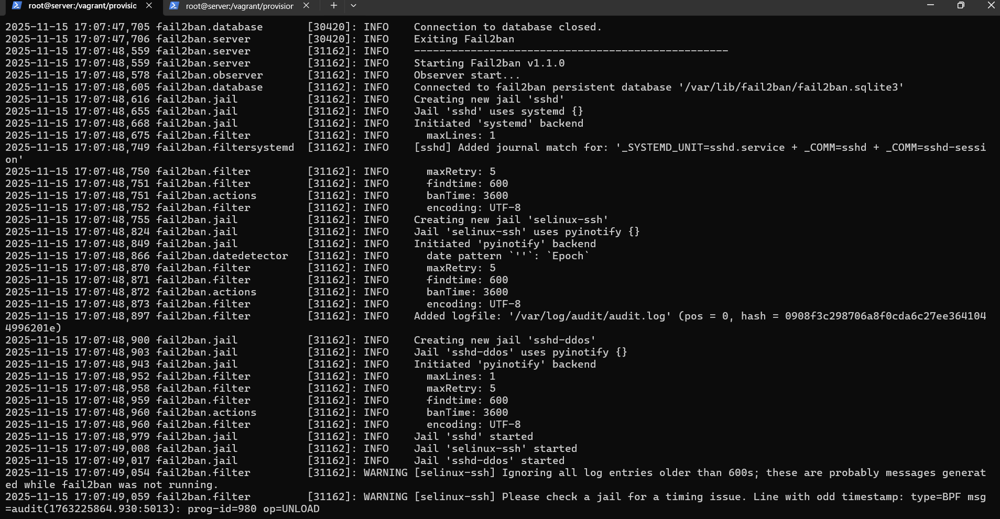 root@server:/vagrant/provisio
root@server:/vagrant/provision
2025-11-15 17:07:47,705 fail2ban.database       [30420]: INFO    Connection to database closed.
2025-11-15 17:07:47,706 fail2ban.server         [30420]: INFO    Exiting Fail2ban
2025-11-15 17:07:48,559 fail2ban.server         [31162]: INFO    --------------------------------------------------
2025-11-15 17:07:48,559 fail2ban.server         [31162]: INFO    Starting Fail2ban v1.1.0
2025-11-15 17:07:48,578 fail2ban.observer       [31162]: INFO    Observer start...
2025-11-15 17:07:48,605 fail2ban.database       [31162]: INFO    Connected to fail2ban persistent database '/var/lib/fail2ban/fail2ban.sqlite3'
2025-11-15 17:07:48,616 fail2ban.jail           [31162]: INFO    Creating new jail 'sshd'
2025-11-15 17:07:48,655 fail2ban.jail           [31162]: INFO    Jail 'sshd' uses systemd {}
2025-11-15 17:07:48,668 fail2ban.jail           [31162]: INFO    Initiated 'systemd' backend
2025-11-15 17:07:48,675 fail2ban.filter         [31162]: INFO      maxLines: 1
2025-11-15 17:07:48,749 fail2ban.filtersystemd  [31162]: INFO    [sshd] Added journal match for: '_SYSTEMD_UNIT=sshd.service + _COMM=sshd + _COMM=sshd-sessi
on'
2025-11-15 17:07:48,750 fail2ban.filter         [31162]: INFO      maxRetry: 5
2025-11-15 17:07:48,751 fail2ban.filter         [31162]: INFO      findtime: 600
2025-11-15 17:07:48,751 fail2ban.actions        [31162]: INFO      banTime: 3600
2025-11-15 17:07:48,752 fail2ban.filter         [31162]: INFO      encoding: UTF-8
2025-11-15 17:07:48,755 fail2ban.jail           [31162]: INFO    Creating new jail 'selinux-ssh'
2025-11-15 17:07:48,824 fail2ban.jail           [31162]: INFO    Jail 'selinux-ssh' uses pyinotify {}
2025-11-15 17:07:48,849 fail2ban.jail           [31162]: INFO    Initiated 'pyinotify' backend
2025-11-15 17:07:48,866 fail2ban.datedetector   [31162]: INFO      date pattern `''`: `Epoch`
2025-11-15 17:07:48,870 fail2ban.filter         [31162]: INFO      maxRetry: 5
2025-11-15 17:07:48,871 fail2ban.filter         [31162]: INFO      findtime: 600
2025-11-15 17:07:48,872 fail2ban.actions        [31162]: INFO      banTime: 3600
2025-11-15 17:07:48,873 fail2ban.filter         [31162]: INFO      encoding: UTF-8
2025-11-15 17:07:48,897 fail2ban.filter         [31162]: INFO    Added logfile: '/var/log/audit/audit.log' (pos = 0, hash = 0908f3c298706a8f0cda6c27ee364104
4996201e)
2025-11-15 17:07:48,900 fail2ban.jail           [31162]: INFO    Creating new jail 'sshd-ddos'
2025-11-15 17:07:48,903 fail2ban.jail           [31162]: INFO    Jail 'sshd-ddos' uses pyinotify {}
2025-11-15 17:07:48,943 fail2ban.jail           [31162]: INFO    Initiated 'pyinotify' backend
2025-11-15 17:07:48,952 fail2ban.filter         [31162]: INFO      maxLines: 1
2025-11-15 17:07:48,958 fail2ban.filter         [31162]: INFO      maxRetry: 5
2025-11-15 17:07:48,959 fail2ban.filter         [31162]: INFO      findtime: 600
2025-11-15 17:07:48,960 fail2ban.actions        [31162]: INFO      banTime: 3600
2025-11-15 17:07:48,960 fail2ban.filter         [31162]: INFO      encoding: UTF-8
2025-11-15 17:07:48,979 fail2ban.jail           [31162]: INFO    Jail 'sshd' started
2025-11-15 17:07:49,008 fail2ban.jail           [31162]: INFO    Jail 'selinux-ssh' started
2025-11-15 17:07:49,017 fail2ban.jail           [31162]: INFO    Jail 'sshd-ddos' started
2025-11-15 17:07:49,054 fail2ban.filter         [31162]: WARNING [selinux-ssh] Ignoring all log entries older than 600s; these are probably messages generat
ed while fail2ban was not running.
2025-11-15 17:07:49,059 fail2ban.filter         [31162]: WARNING [selinux-ssh] Please check a jail for a timing issue. Line with odd timestamp: type=BPF msg
=audit(1763225864.930:5013): prog-id=980 op=UNLOAD